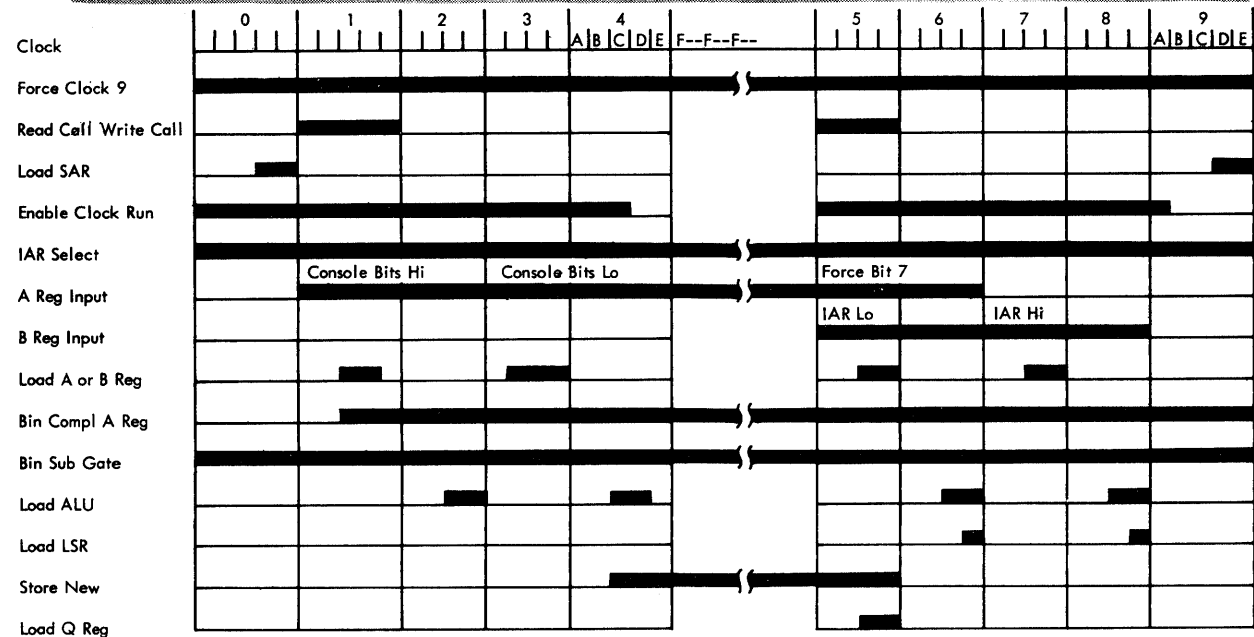 0 1 2 3 4 5 6 7 8 9
Clock A B C D E F--F--F-- A B C D E
Force Clock 9
Read Call Write Call
Load SAR
Enable Clock Run
IAR Select
Console Bits Hi Console Bits Lo Force Bit 7
A Reg Input
IAR Lo IAR Hi
B Reg Input
Load A or B Reg
Bin Compl A Reg
Bin Sub Gate
Load ALU
Load LSR
Store New
Load Q Reg